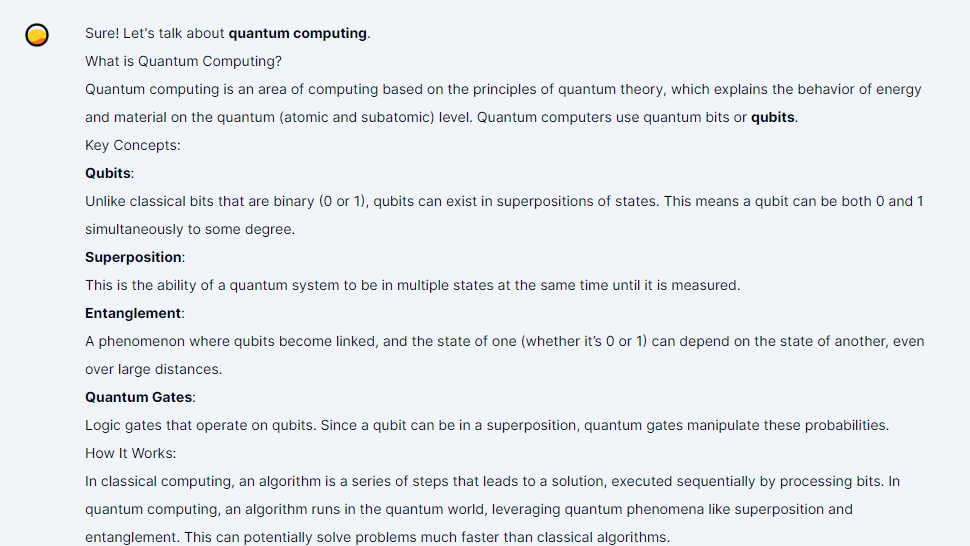 Sure! Let's talk about quantum computing.
What is Quantum Computing?
Quantum computing is an area of computing based on the principles of quantum theory, which explains the behavior of energy
and material on the quantum (atomic and subatomic) level. Quantum computers use quantum bits or qubits.
Key Concepts:
Qubits:
Unlike classical bits that are binary (0 or 1), qubits can exist in superpositions of states. This means a qubit can be both 0 and 1
simultaneously to some degree.
Superposition:
This is the ability of a quantum system to be in multiple states at the same time until it is measured.
Entanglement:
A phenomenon where qubits become linked, and the state of one (whether it’s 0 or 1) can depend on the state of another, even
over large distances.
Quantum Gates:
Logic gates that operate on qubits. Since a qubit can be in a superposition, quantum gates manipulate these probabilities.
How It Works:
In classical computing, an algorithm is a series of steps that leads to a solution, executed sequentially by processing bits. In
quantum computing, an algorithm runs in the quantum world, leveraging quantum phenomena like superposition and
entanglement. This can potentially solve problems much faster than classical algorithms.